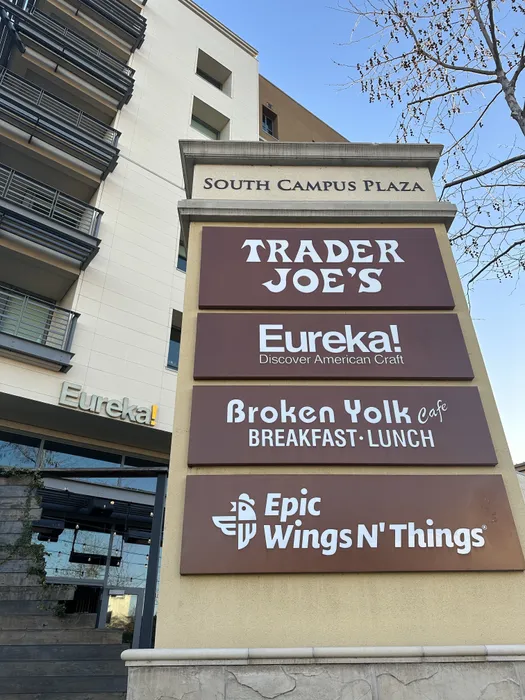 SOUTH CAMPUS PLAZA
TRADER
JOE'S
Eureka!
Discover American Craft
Broken Yolk Cafe
BREAKFAST · LUNCH
Epic
Wings N' Things
Eureka!